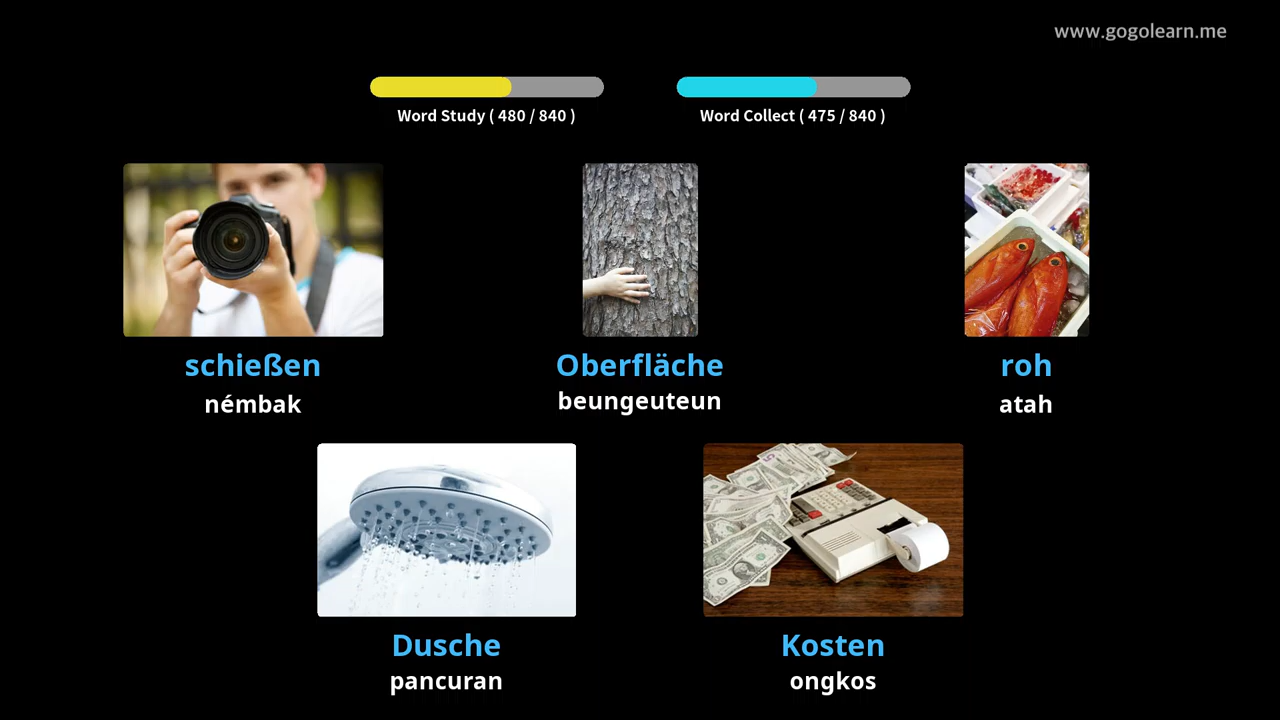 www.gogolearn.me
Word Study ( 480 / 840 )
Word Collect ( 475 / 840 )
schießen
némbak
Oberfläche
beungeuteun
roh
atah
Dusche
pancuran
Kosten
ongkos